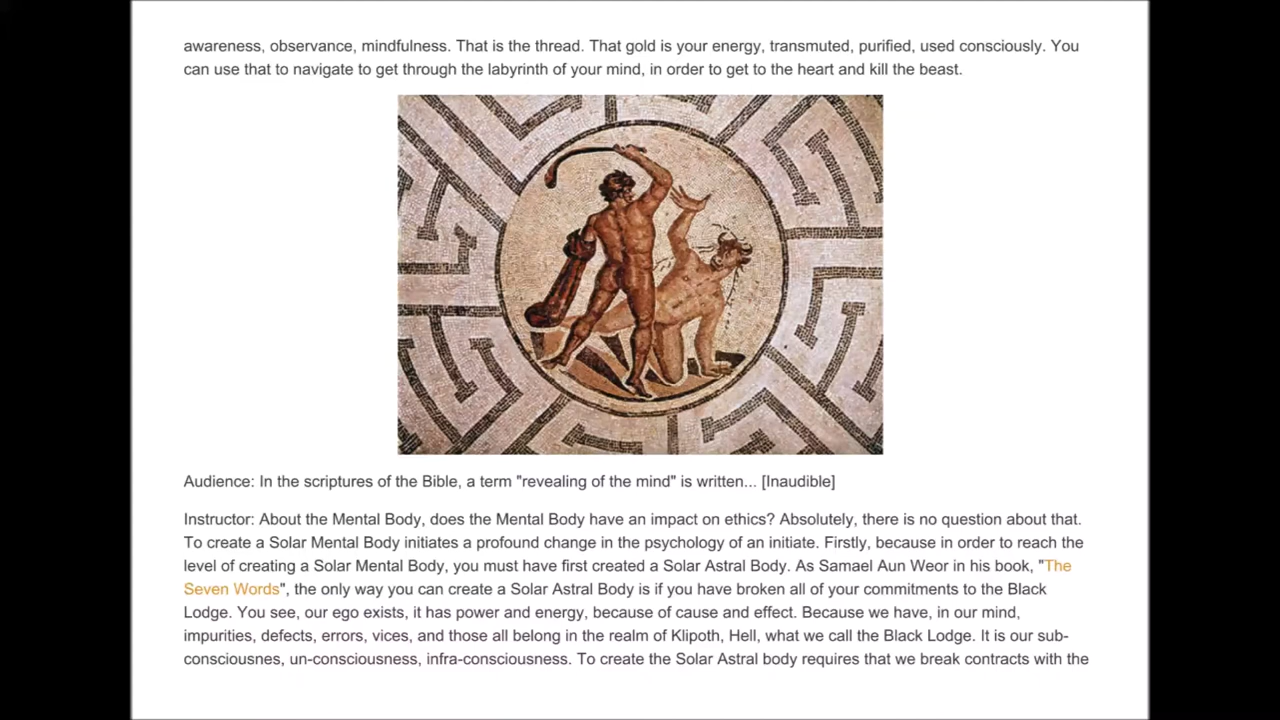 awareness, observance, mindfulness. That is the thread. That gold is your energy, transmuted, purified, used consciously. You
can use that to navigate to get through the labyrinth of your mind, in order to get to the heart and kill the beast.
Audience: In the scriptures of the Bible, a term "revealing of the mind" is written... [Inaudible]
Instructor: About the Mental Body, does the Mental Body have an impact on ethics? Absolutely, there is no question about that.
To create a Solar Mental Body initiates a profound change in the psychology of an initiate. Firstly, because in order to reach the
level of creating a Solar Mental Body, you must have first created a Solar Astral Body. As Samael Aun Weor in his book, "The
Seven Words", the only way you can create a Solar Astral Body is if you have broken all of your commitments to the Black
Lodge. You see, our ego exists, it has power and energy, because of cause and effect. Because we have, in our mind,
impurities, defects, errors, vices, and those all belong in the realm of Klipoth, Hell, what we call the Black Lodge. It is our sub-
consciousnes, un-consciousness, infra-consciousness. To create the Solar Astral body requires that we break contracts with the